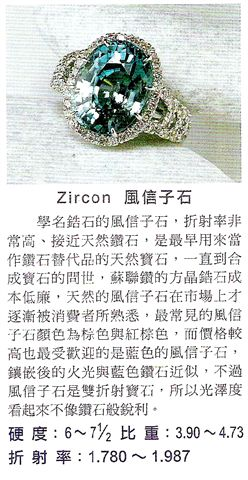 Zircon 風信子石
學名鋯石的風信子石，折射率非
常高、接近天然鑽石，是最早用來當
作鑽石替代品的天然寶石，一直到合
成寶石的問世，蘇聯鑽的方晶鋯石成
本低廉，天然的風信子石在市場上才
逐漸被消費者所熟悉，最常見的風信
子石顏色為棕色與紅棕色，而價格較
高也最受歡迎的是藍色的風信子石，
鑲嵌後的火光與藍色鑽石近似，不過
風信子石是雙折射寶石，所以光澤度
看起來不像鑽石般銳利。
硬度：6～7½ 比重：3.90～4.73
折射率：1.780～1.987